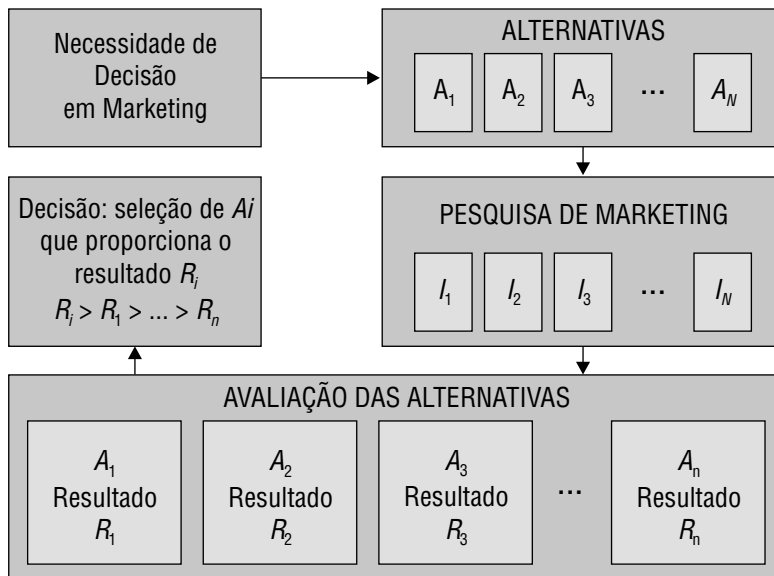 Necessidade de
Decisão
em Marketing
ALTERNATIVAS
A₁ A₂ A₃ ... A_N
PESQUISA DE MARKETING
I₁ I₂ I₃ ... I_N
AVALIAÇÃO DAS ALTERNATIVAS
A₁ A₂ A₃ ... Aₙ
Resultado Resultado Resultado Resultado
R₁ R₂ R₃ Rₙ
Decisão: seleção de Ai
que proporciona o
resultado Rᵢ
Rᵢ > R₁ > ... > Rₙ